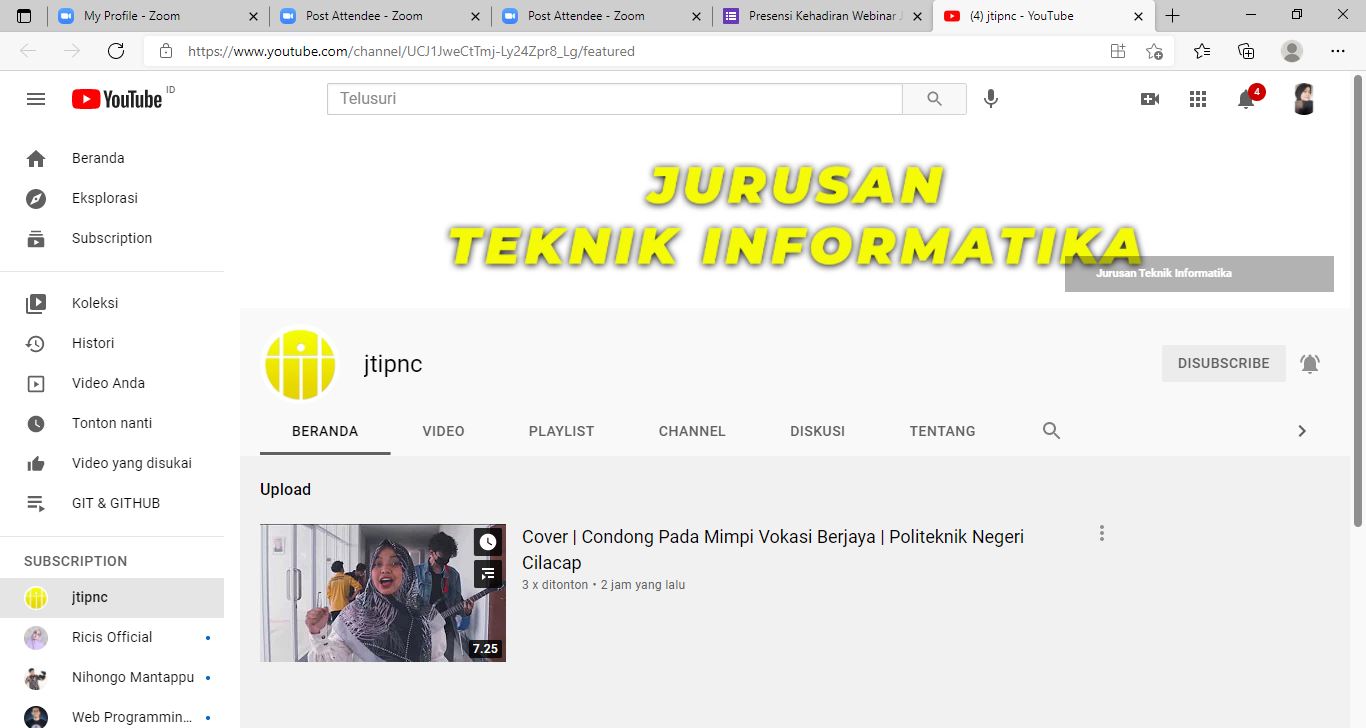 My Profile - Zoom
Post Attendee - Zoom
Post Attendee - Zoom
Presensi Kehadiran Webinar J
(4) jtipnc - YouTube
https://www.youtube.com/channel/UCJ1JweCtTmj-Ly24Zpr8_Lg/featured
YouTube ID
Telusuri
4
Beranda
Eksplorasi
Subscription
Koleksi
Histori
Video Anda
Tonton nanti
Video yang disukai
GIT & GITHUB
SUBSCRIPTION
jtipnc
Ricis Official
Nihongo Mantappu
Web Programmin...
JURUSAN
TEKNIK INFORMATIKA
Jurusan Teknik Informatika
jtipnc
DISUBSCRIBE
BERANDA VIDEO PLAYLIST CHANNEL DISKUSI TENTANG
Upload
7.25
Cover | Condong Pada Mimpi Vokasi Berjaya | Politeknik Negeri
Cilacap
3 x ditonton • 2 jam yang lalu